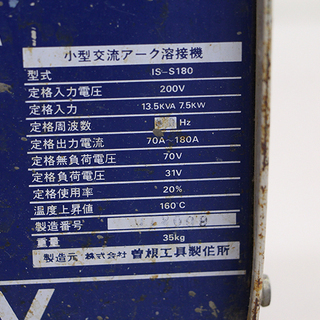 小型交流アーク溶接機
型式 IS-S180
定格入力電圧 200V
定格入力 13.5KVA 7.5KW
定格周波数 Hz
定格出力電流 70A~180A
定格無負荷電圧 70V
定格負荷電圧 31V
定格使用率 20%
温度上昇値 160℃
製造番号
重量 35kg
製造元 株式会社 曽根工具製作所